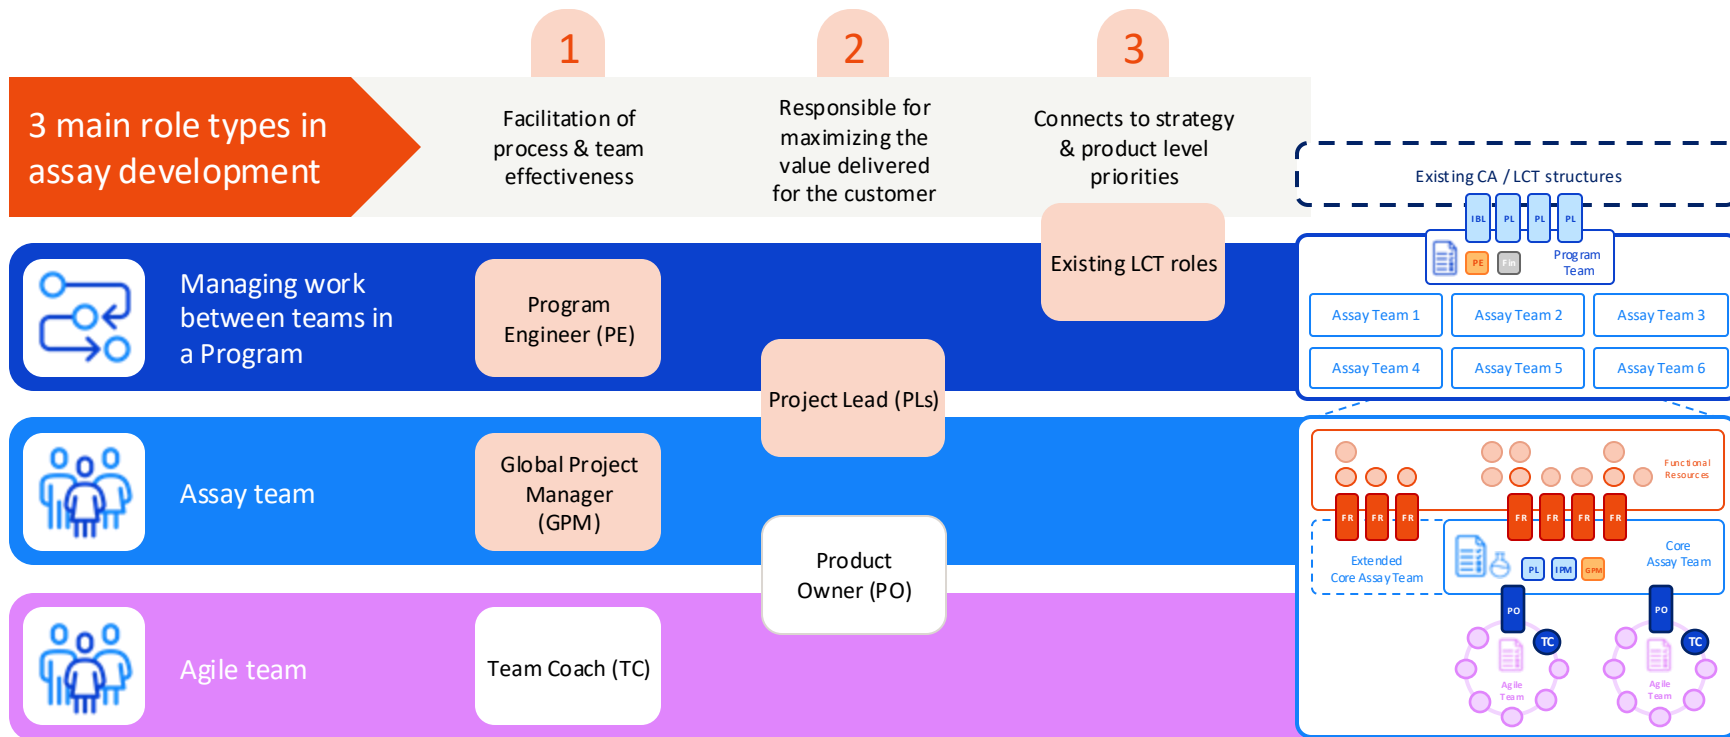 1
2
3
3 main role types in
assay development
Facilitation of
process & team
effectiveness
Responsible for
maximizing the
value delivered
for the customer
Connects to strategy
& product level
priorities
Managing work
between teams in
a Program
Program
Engineer (PE)
Project Lead (PLs)
Existing LCT roles
Assay team
Global Project
Manager
(GPM)
Product
Owner (PO)
Agile team
Team Coach (TC)
Existing CA / LCT structures
IBL
PL
PL
PL
PE
Fin
Program
Team
Assay Team 1
Assay Team 2
Assay Team 3
Assay Team 4
Assay Team 5
Assay Team 6
Functional
Resources
FR
FR
FR
FR
FR
FR
FR
Extended
Core Assay Team
PL
IPM
GPM
Core
Assay Team
PO
TC
Agile
Team
PO
TC
Agile
Team